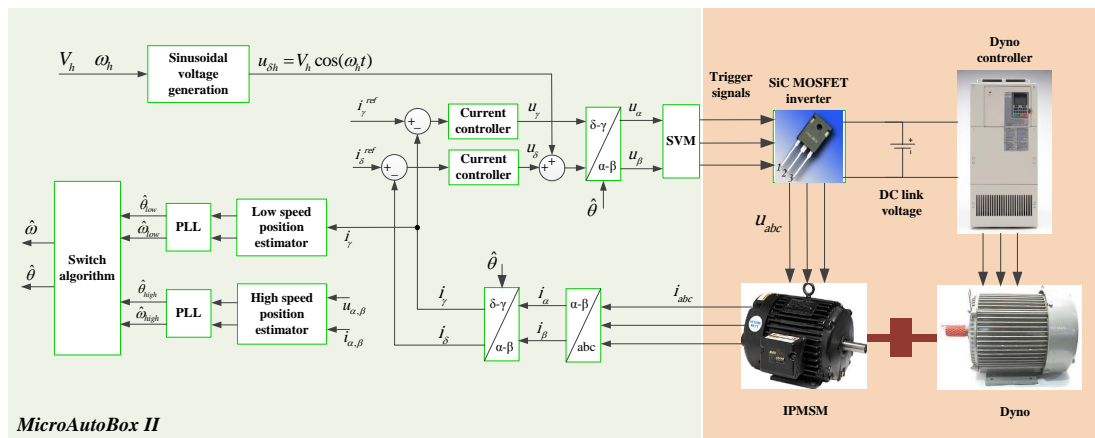 V_h ω_h
Sinusoidal
voltage
generation
u_δh = V_h cos(ω_h t)
i_γ^ref
i_δ^ref
Current
controller
Current
controller
u_γ
u_δ
δ-γ
α-β
θ̂
u_α
u_β
SVM
Trigger
signals
SiC MOSFET
inverter
1 2 3
DC link
voltage
Dyno
controller
u_abc
ω̂
θ̂
Switch
algorithm
θ̂_low
ω̂_low
PLL
Low speed
position
estimator
i_γ
θ̂_high
ω̂_high
PLL
High speed
position
estimator
u_α,β
i_α,β
θ̂
i_γ
i_δ
δ-γ
α-β
i_α
i_β
α-β
abc
i_abc
IPMSM
Dyno
MicroAutoBox II